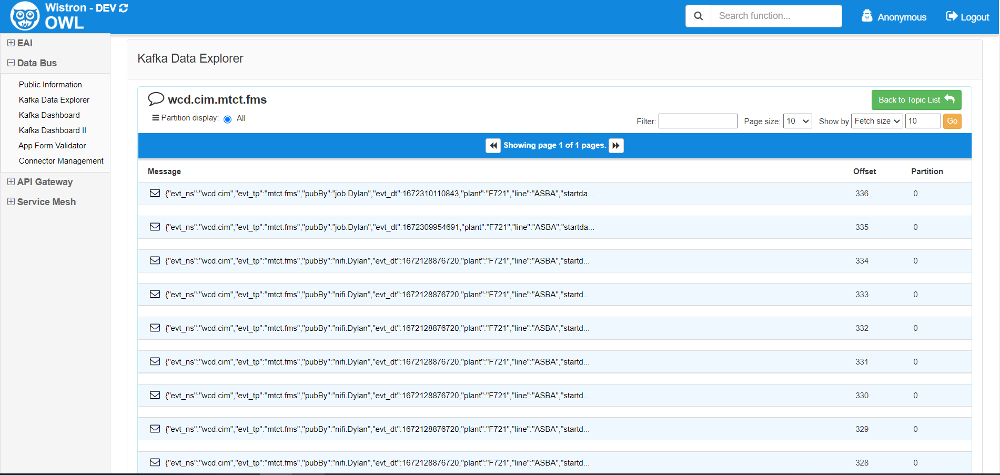 Wistron - DEV
OWL
Search function...
Anonymous
Logout
EAI
Data Bus
Public Information
Kafka Data Explorer
Kafka Dashboard
Kafka Dashboard II
App Form Validator
Connector Management
API Gateway
Service Mesh
Kafka Data Explorer
wcd.cim.mtct.fms
Back to Topic List
Partition display: All
Filter: Page size: 10 Show by Fetch size 10 Go
Showing page 1 of 1 pages.
Message Offset Partition
{"evt_ns":"wcd.cim","evt_tp":"mtct.fms","pubBy":"job.Dylan","evt_dt":1672310110843,"plant":"F721","line":"ASBA","startda... 336 0
{"evt_ns":"wcd.cim","evt_tp":"mtct.fms","pubBy":"job.Dylan","evt_dt":1672309954691,"plant":"F721","line":"ASBA","startda... 335 0
{"evt_ns":"wcd.cim","evt_tp":"mtct.fms","pubBy":"nifi.Dylan","evt_dt":1672128876720,"plant":"F721","line":"ASBA","startd... 334 0
{"evt_ns":"wcd.cim","evt_tp":"mtct.fms","pubBy":"nifi.Dylan","evt_dt":1672128876720,"plant":"F721","line":"ASBA","startd... 333 0
{"evt_ns":"wcd.cim","evt_tp":"mtct.fms","pubBy":"nifi.Dylan","evt_dt":1672128876720,"plant":"F721","line":"ASBA","startd... 332 0
{"evt_ns":"wcd.cim","evt_tp":"mtct.fms","pubBy":"nifi.Dylan","evt_dt":1672128876720,"plant":"F721","line":"ASBA","startd... 331 0
{"evt_ns":"wcd.cim","evt_tp":"mtct.fms","pubBy":"nifi.Dylan","evt_dt":1672128876720,"plant":"F721","line":"ASBA","startd... 330 0
{"evt_ns":"wcd.cim","evt_tp":"mtct.fms","pubBy":"nifi.Dylan","evt_dt":1672128876720,"plant":"F721","line":"ASBA","startd... 329 0
{"evt_ns":"wcd.cim","evt_tp":"mtct.fms","pubBy":"nifi.Dylan","evt_dt":1672128876720,"plant":"F721","line":"ASBA","startd... 328 0